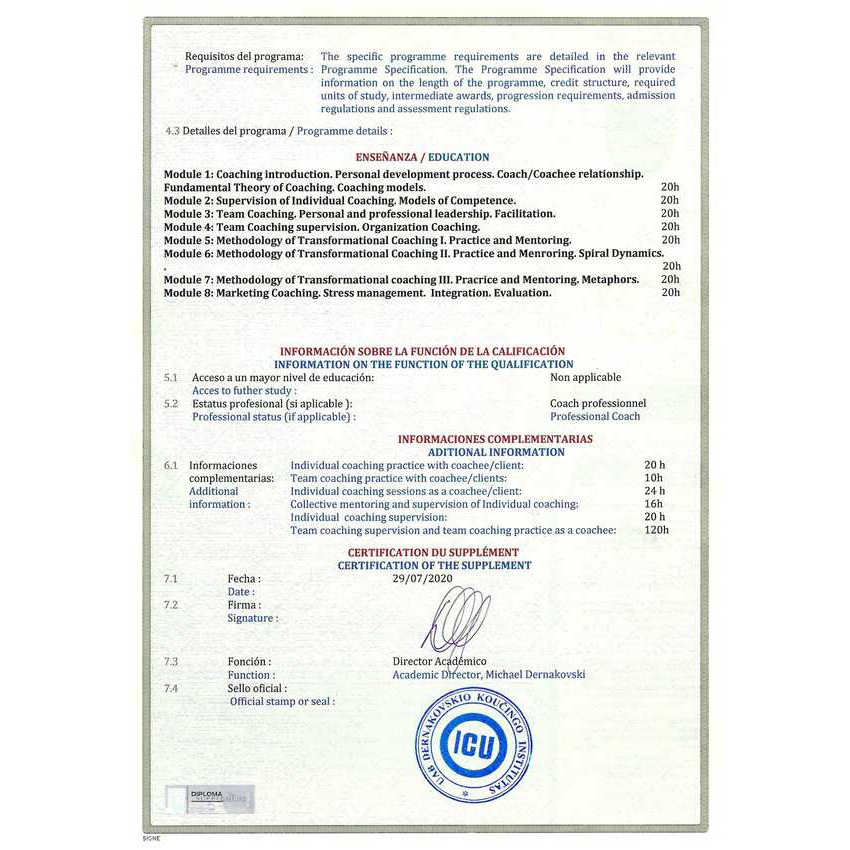 Requisitos del programa: The specific programme requirements are detailed in the relevant
Programme requirements : Programme Specification. The Programme Specification will provide
information on the length of the programme, credit structure, required
units of study, intermediate awards, progression requirements, admission
regulations and assessment regulations.
4.3 Detalles del programa / Programme details :
ENSEÑANZA / EDUCATION
Module 1: Coaching introduction. Personal development process. Coach/Coachee relationship.
Fundamental Theory of Coaching. Coaching models. 20h
Module 2: Supervision of Individual Coaching. Models of Competence. 20h
Module 3: Team Coaching. Personal and professional leadership. Facilitation. 20h
Module 4: Team Coaching supervision. Organization Coaching. 20h
Module 5: Methodology of Transformational Coaching I. Practice and Mentoring. 20h
Module 6: Methodology of Transformational Coaching II. Practice and Menroring. Spiral Dynamics.
. 20h
Module 7: Methodology of Transformational coaching III. Pracrice and Mentoring. Metaphors. 20h
Module 8: Marketing Coaching. Stress management. Integration. Evaluation. 20h
INFORMACIÓN SOBRE LA FUNCIÓN DE LA CALIFICACIÓN
INFORMATION ON THE FUNCTION OF THE QUALIFICATION
5.1 Acceso a un mayor nivel de educación: Non applicable
Acces to futher study :
5.2 Estatus profesional (si aplicable ): Coach professionnel
Professional status (if applicable) : Professional Coach
INFORMACIONES COMPLEMENTARIAS
ADITIONAL INFORMATION
6.1 Informaciones Individual coaching practice with coachee/client: 20 h
complementarias: Team coaching practice with coachee/clients: 10h
Additional Individual coaching sessions as a coachee/client: 24 h
information : Collective mentoring and supervision of Individual coaching: 16h
Individual coaching supervision: 20 h
Team coaching supervision and team coaching practice as a coachee: 120h
CERTIFICATION DU SUPPLÉMENT
CERTIFICATION OF THE SUPPLEMENT
7.1 Fecha : 29/07/2020
Date :
7.2 Firma :
Signature :
7.3 Fonción : Director Académico
Function : Academic Director, Michael Dernakovski
7.4 Sello oficial :
Official stamp or seal :
UAB DERNAKOVSKIO KOUČINGO INSTITUTAS
ICU
DIPLOMA
SUPPLEMENT
SIGNE